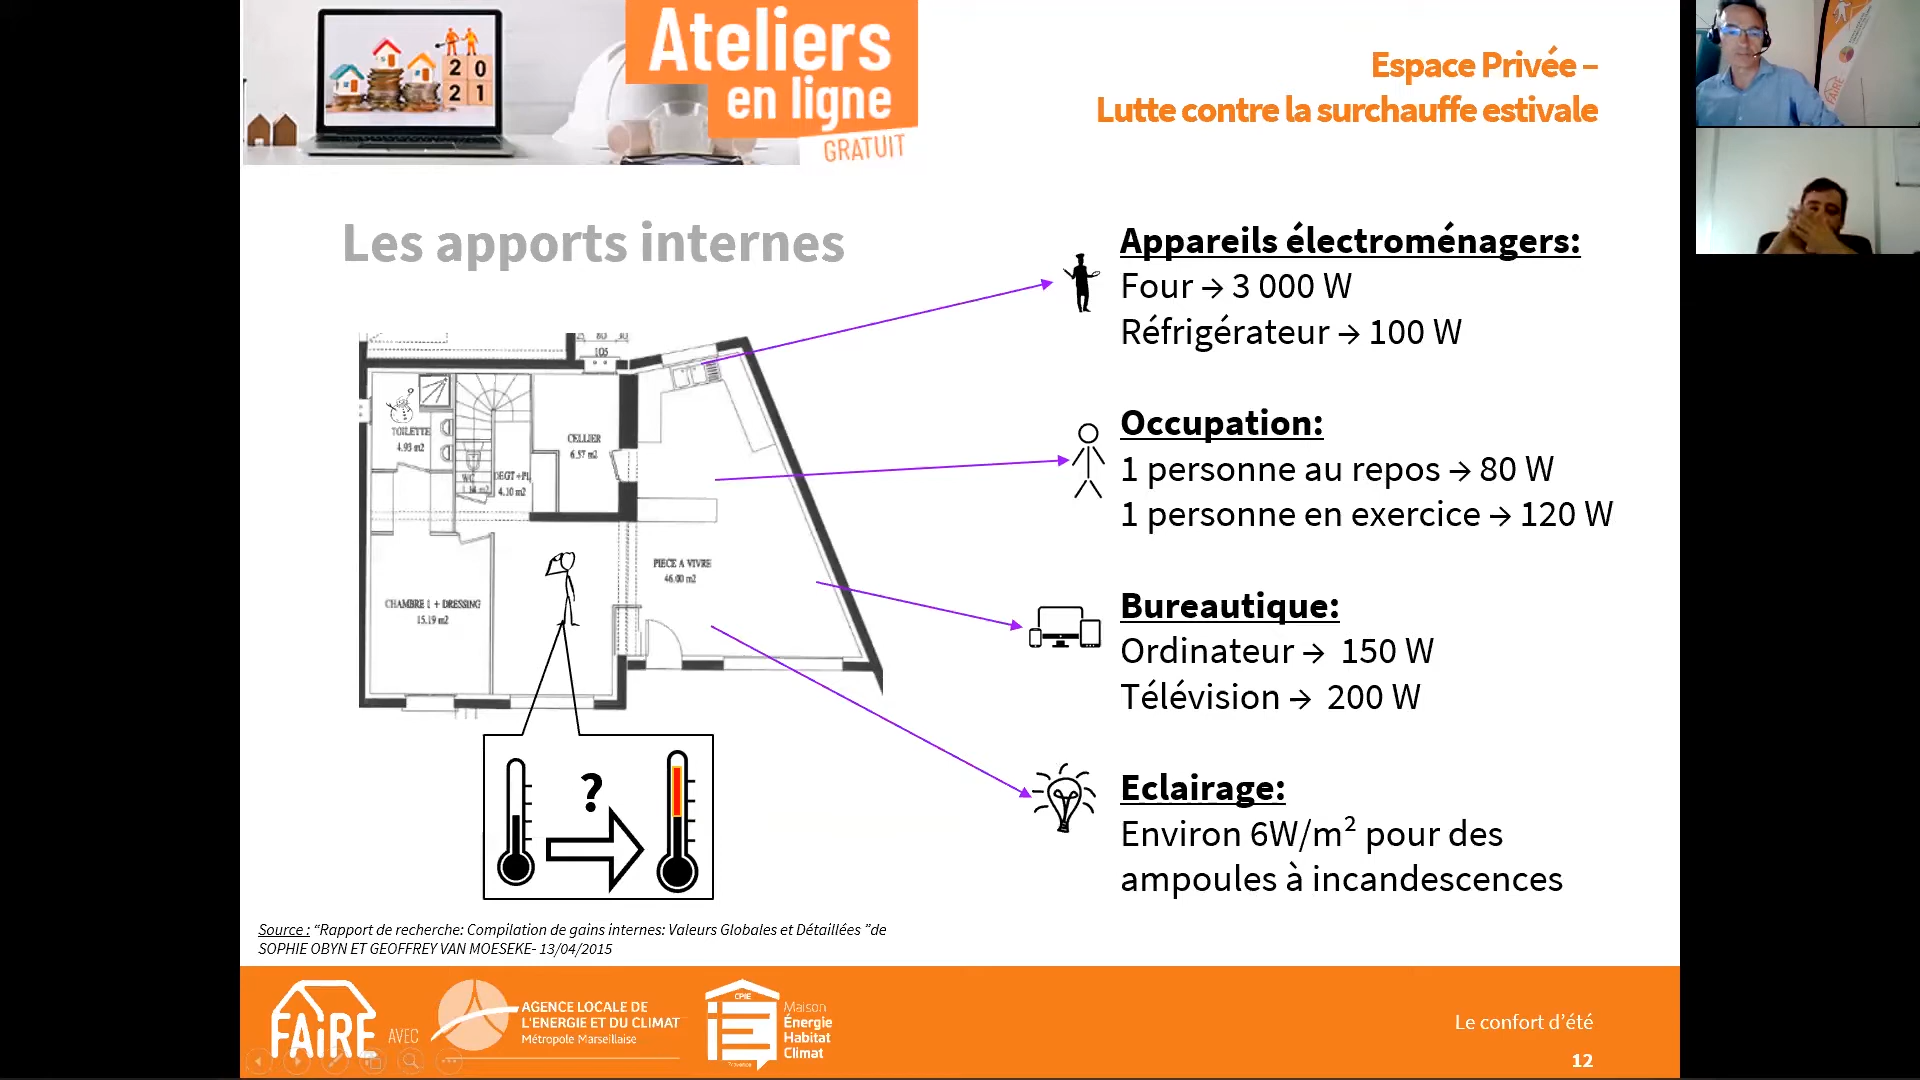 Ateliers
en ligne
GRATUIT
20
21
Espace Privée –
Lutte contre la surchauffe estivale
Les apports internes
Appareils électroménagers:
Four → 3 000 W
Réfrigérateur → 100 W
Occupation:
1 personne au repos → 80 W
1 personne en exercice → 120 W
Bureautique:
Ordinateur → 150 W
Télévision → 200 W
Eclairage:
Environ 6W/m² pour des
ampoules à incandescences
105
TOILETTE
4.93 m2
CELLIER
6.57 m2
WC
DEGT+PL
4.10 m2
PIECE A VIVRE
46.00 m2
CHAMBRE 1 + DRESSING
15.19 m2
?
Source : “Rapport de recherche: Compilation de gains internes: Valeurs Globales et Détaillées ”de
SOPHIE OBYN ET GEOFFREY VAN MOESEKE- 13/04/2015
FAIRE
AVEC
AGENCE LOCALE DE
L'ENERGIE ET DU CLIMAT
Métropole Marseillaise
CPIE
Maison
Énergie
Habitat
Climat
Le confort d’été
12
FAIRE